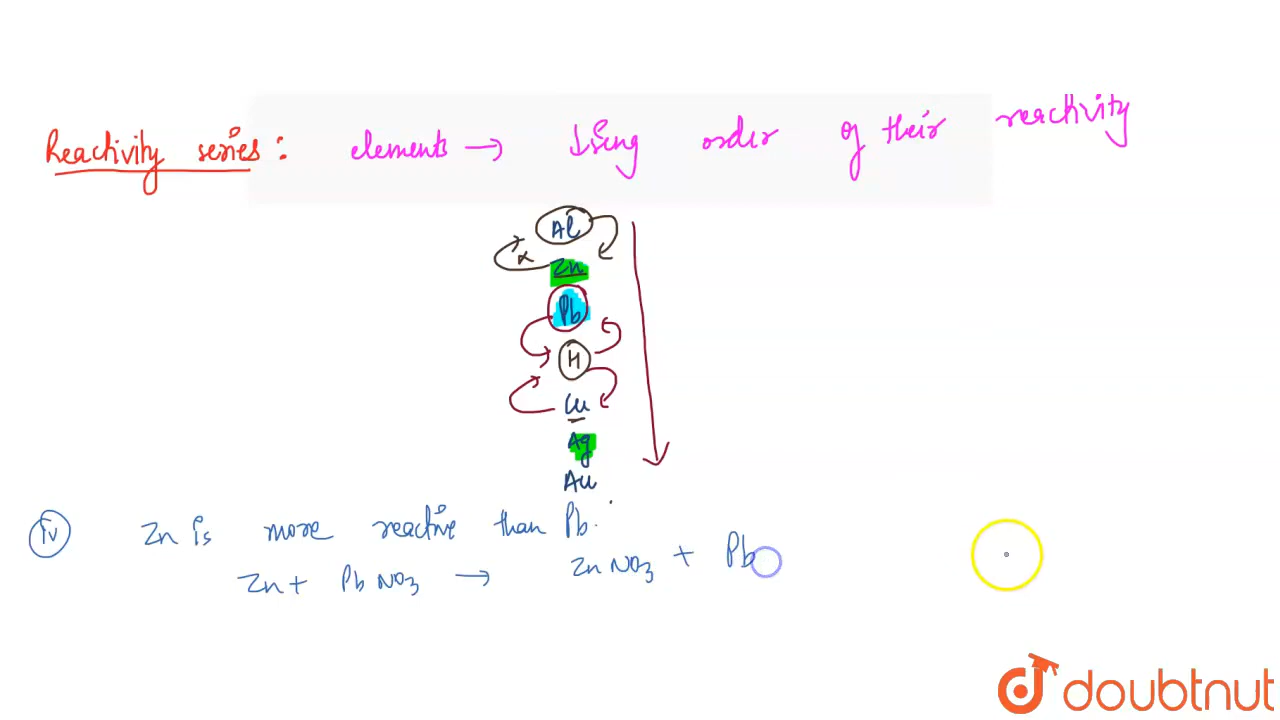 Reactivity series: elements → ↓sing order of their reactivity
Al
Zn
Pb
H
Cu
Ag
Au
(iv) Zn is more reactive than Pb.
Zn + PbNO3 → ZnNO3 + Pb
doubtnut